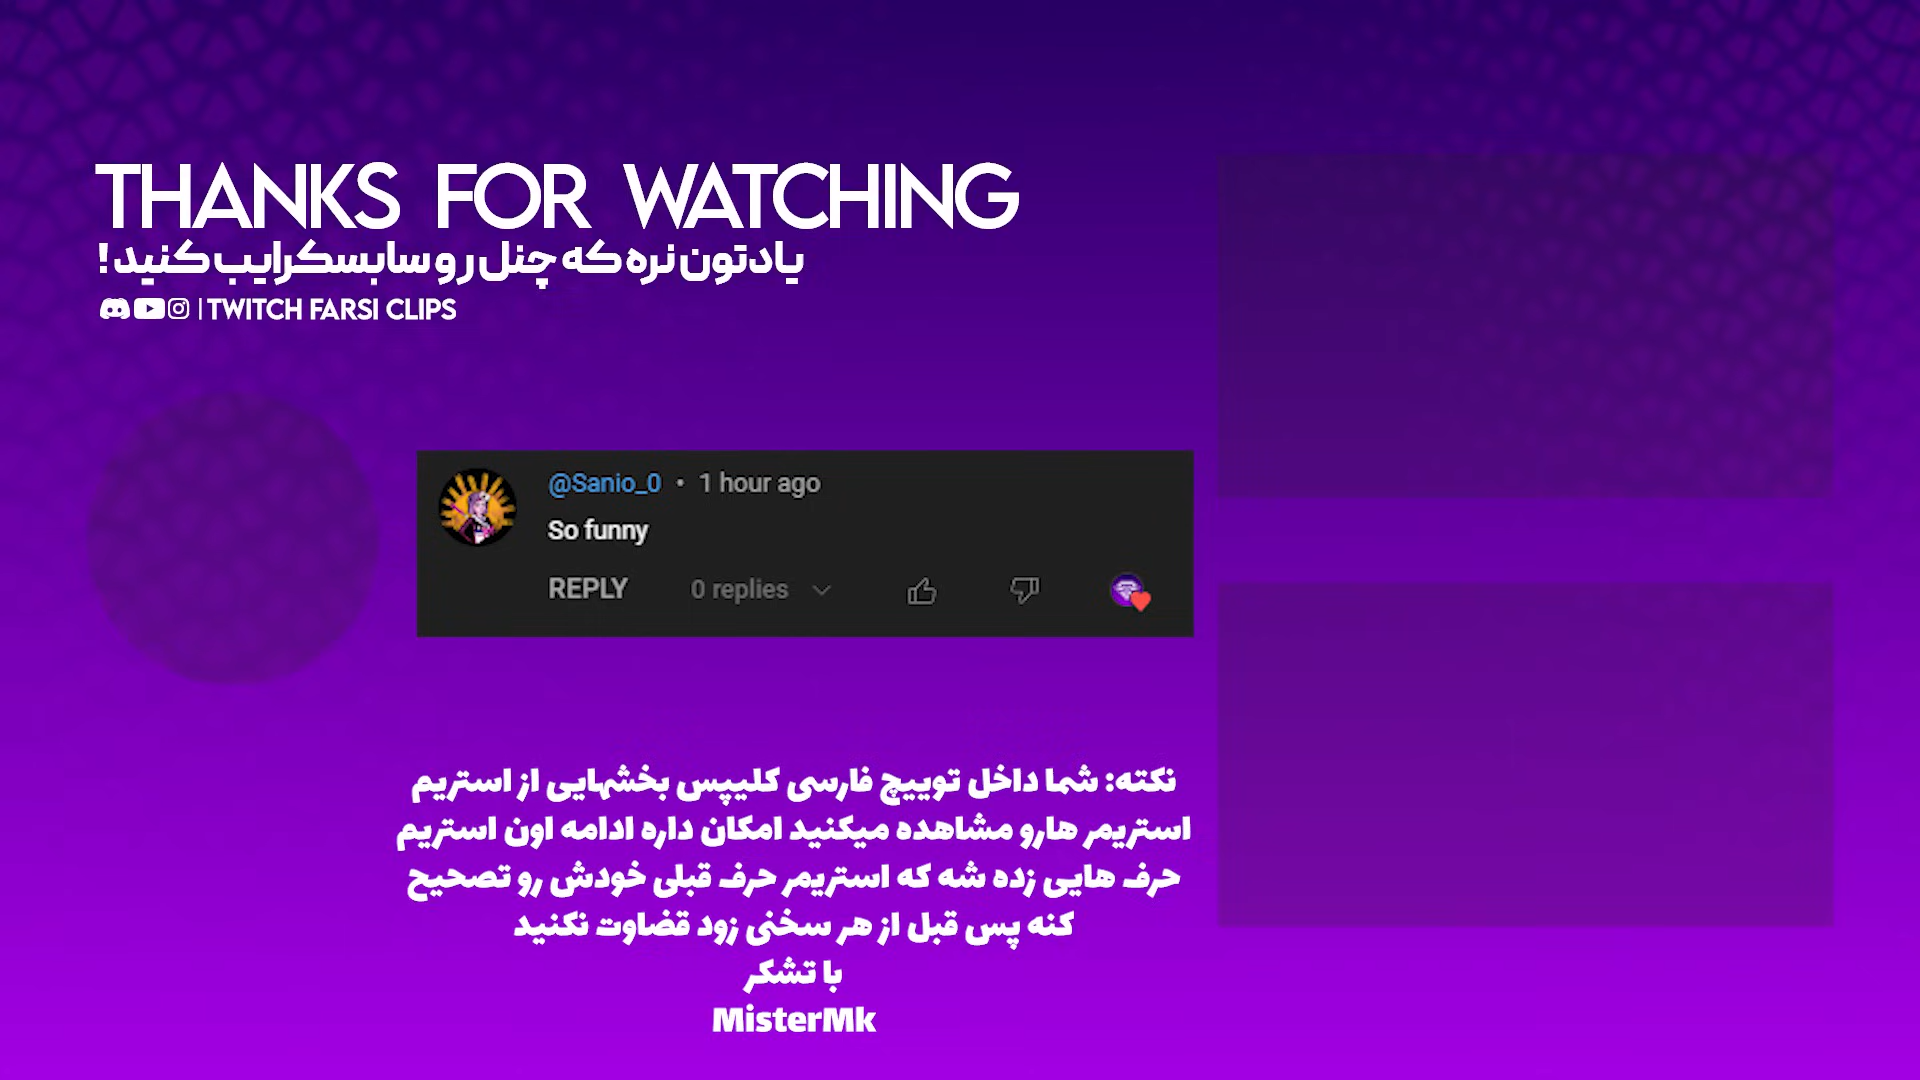 THANKS FOR WATCHING
یادتون نره که چنل رو سابسکرایب کنید!
| TWITCH FARSI CLIPS
@Sanio_0 • 1 hour ago
So funny
REPLY 0 replies
نکته: شما داخل توییچ فارسی کلیپس بخشهایی از استریم
استریمر هارو مشاهده میکنید امکان داره ادامه اون استریم
حرف هایی زده شه که استریمر حرف قبلی خودش رو تصحیح
کنه پس قبل از هر سخنی زود قضاوت نکنید
با تشکر
MisterMk